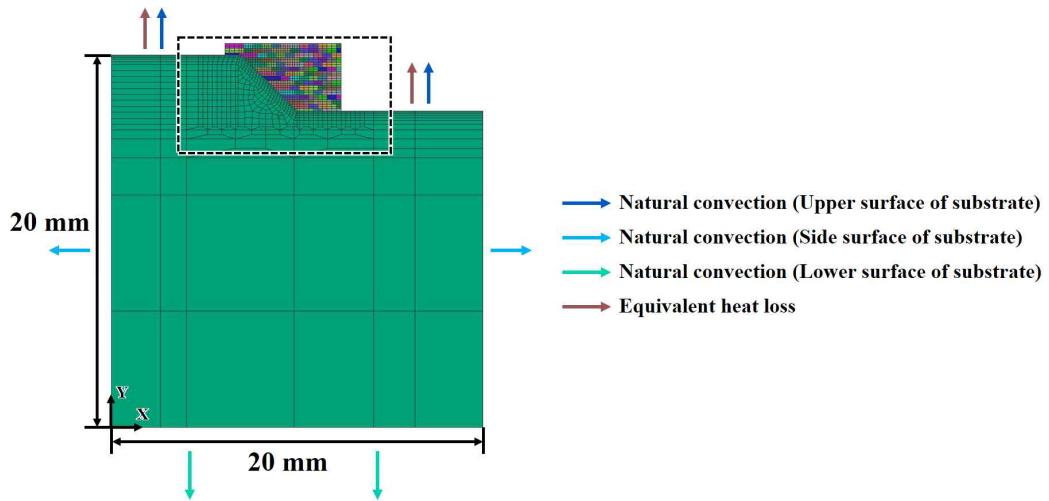 20 mm
Y
X
20 mm
Natural convection (Upper surface of substrate)
Natural convection (Side surface of substrate)
Natural convection (Lower surface of substrate)
Equivalent heat loss